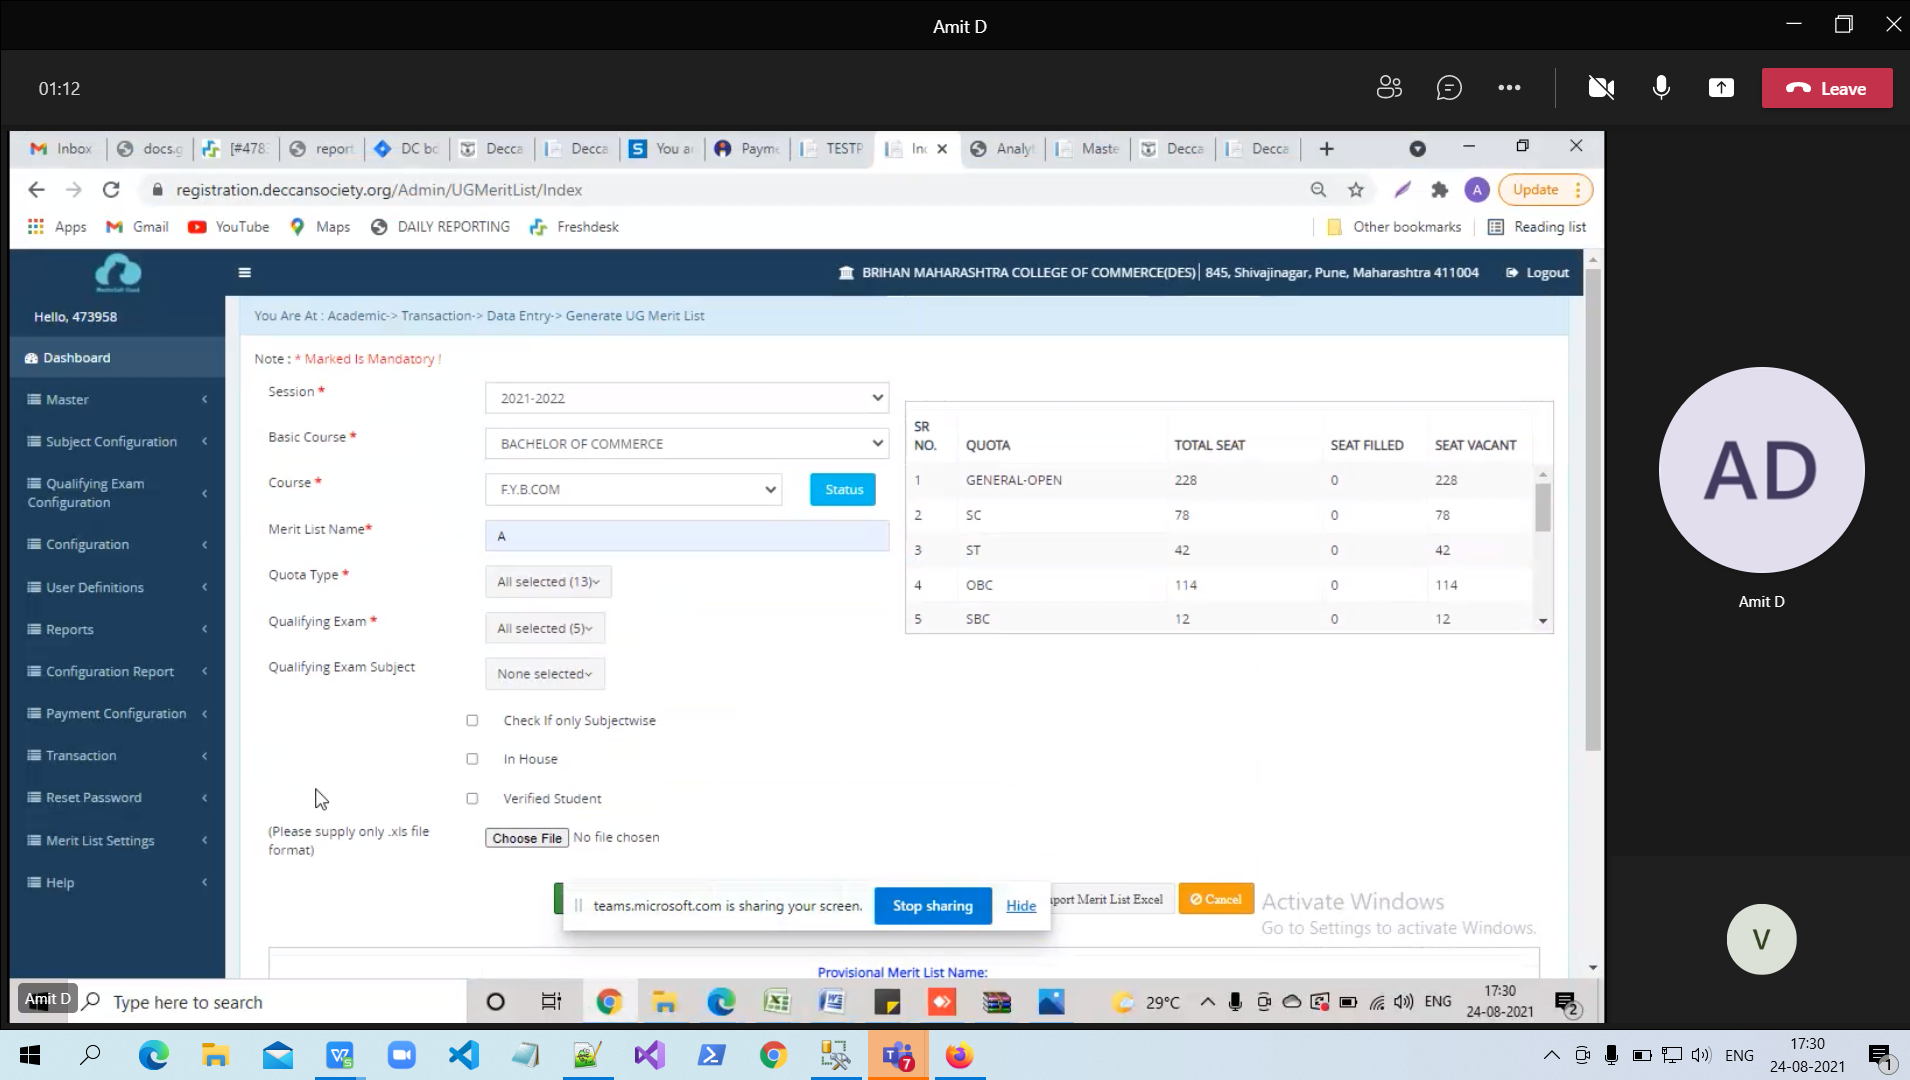 Amit D
01:12
Leave
Inbox
docs.g
[#478
report
DC bo
Decca
Decca
You a
Payme
TESTP
Inc
Analy
Maste
Decca
Decca
registration.deccansociety.org/Admin/UGMeritList/Index
A
Update
Apps
Gmail
YouTube
Maps
DAILY REPORTING
Freshdesk
Other bookmarks
Reading list
BRIHAN MAHARASHTRA COLLEGE OF COMMERCE(DES)| 845, Shivajinagar, Pune, Maharashtra 411004
Logout
Hello, 473958
Dashboard
Master
Subject Configuration
Qualifying Exam
Configuration
Configuration
User Definitions
Reports
Configuration Report
Payment Configuration
Transaction
Reset Password
Merit List Settings
Help
You Are At : Academic-> Transaction-> Data Entry-> Generate UG Merit List
Note : * Marked Is Mandatory !
Session *
2021-2022
Basic Course *
BACHELOR OF COMMERCE
Course *
F.Y.B.COM
Status
Merit List Name*
A
Quota Type *
All selected (13)
Qualifying Exam *
All selected (5)
Qualifying Exam Subject
None selected
Check If only Subjectwise
In House
Verified Student
(Please supply only .xls file
format)
Choose File No file chosen
SR
NO. QUOTA TOTAL SEAT SEAT FILLED SEAT VACANT
1 GENERAL-OPEN 228 0 228
2 SC 78 0 78
3 ST 42 0 42
4 OBC 114 0 114
5 SBC 12 0 12
teams.microsoft.com is sharing your screen.
Stop sharing
Hide
port Merit List Excel
Cancel
Activate Windows
Go to Settings to activate Windows.
Provisional Merit List Name:
Amit D
Type here to search
29°C
ENG
17:30
24-08-2021
2
AD
Amit D
V
7
ENG
17:30
24-08-2021
1